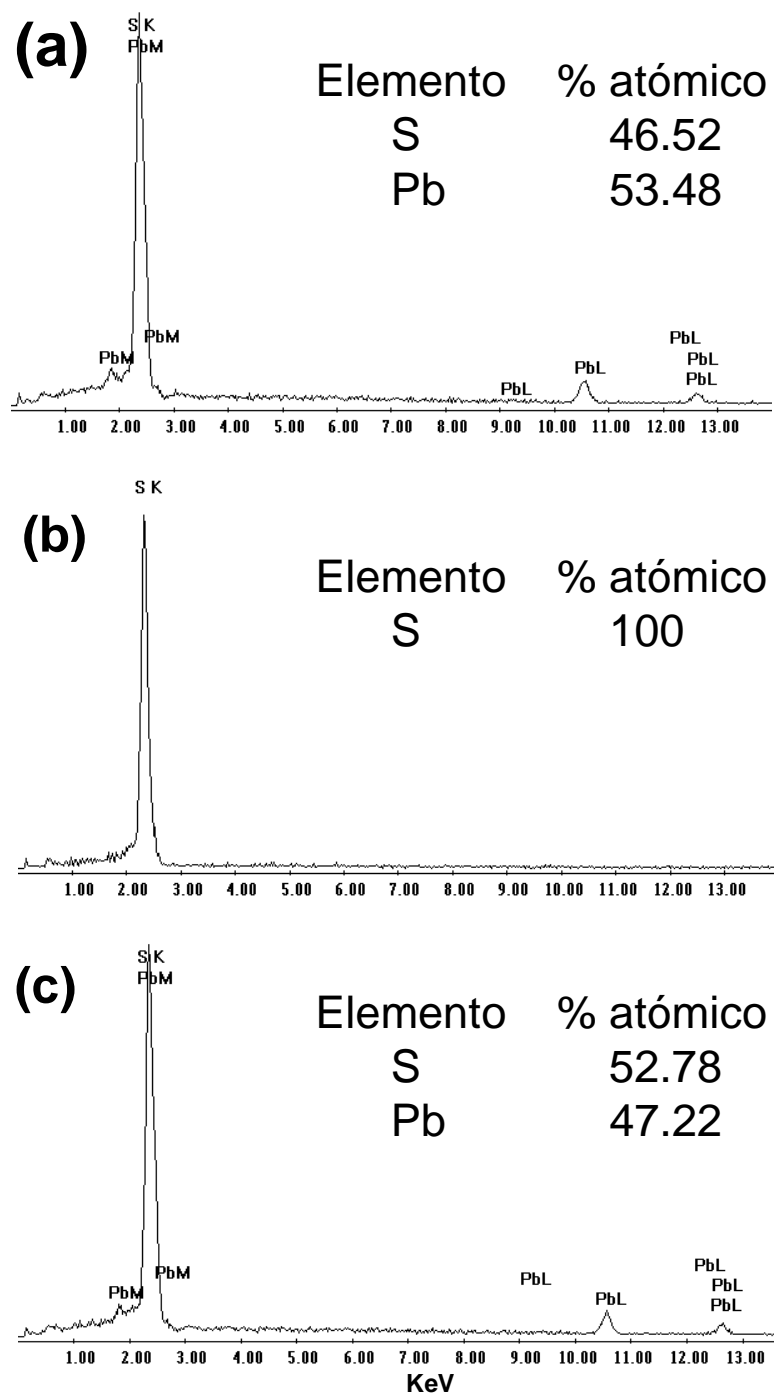 (a)
S K
PbM
Elemento % atómico
S 46.52
Pb 53.48
PbM
PbM
PbL
PbL
PbL
PbL
PbL
1.00 2.00 3.00 4.00 5.00 6.00 7.00 8.00 9.00 10.00 11.00 12.00 13.00
(b)
S K
Elemento % atómico
S 100
1.00 2.00 3.00 4.00 5.00 6.00 7.00 8.00 9.00 10.00 11.00 12.00 13.00
(c)
S K
PbM
Elemento % atómico
S 52.78
Pb 47.22
PbM
PbM
PbL
PbL
PbL
PbL
PbL
1.00 2.00 3.00 4.00 5.00 6.00 7.00 8.00 9.00 10.00 11.00 12.00 13.00
KeV